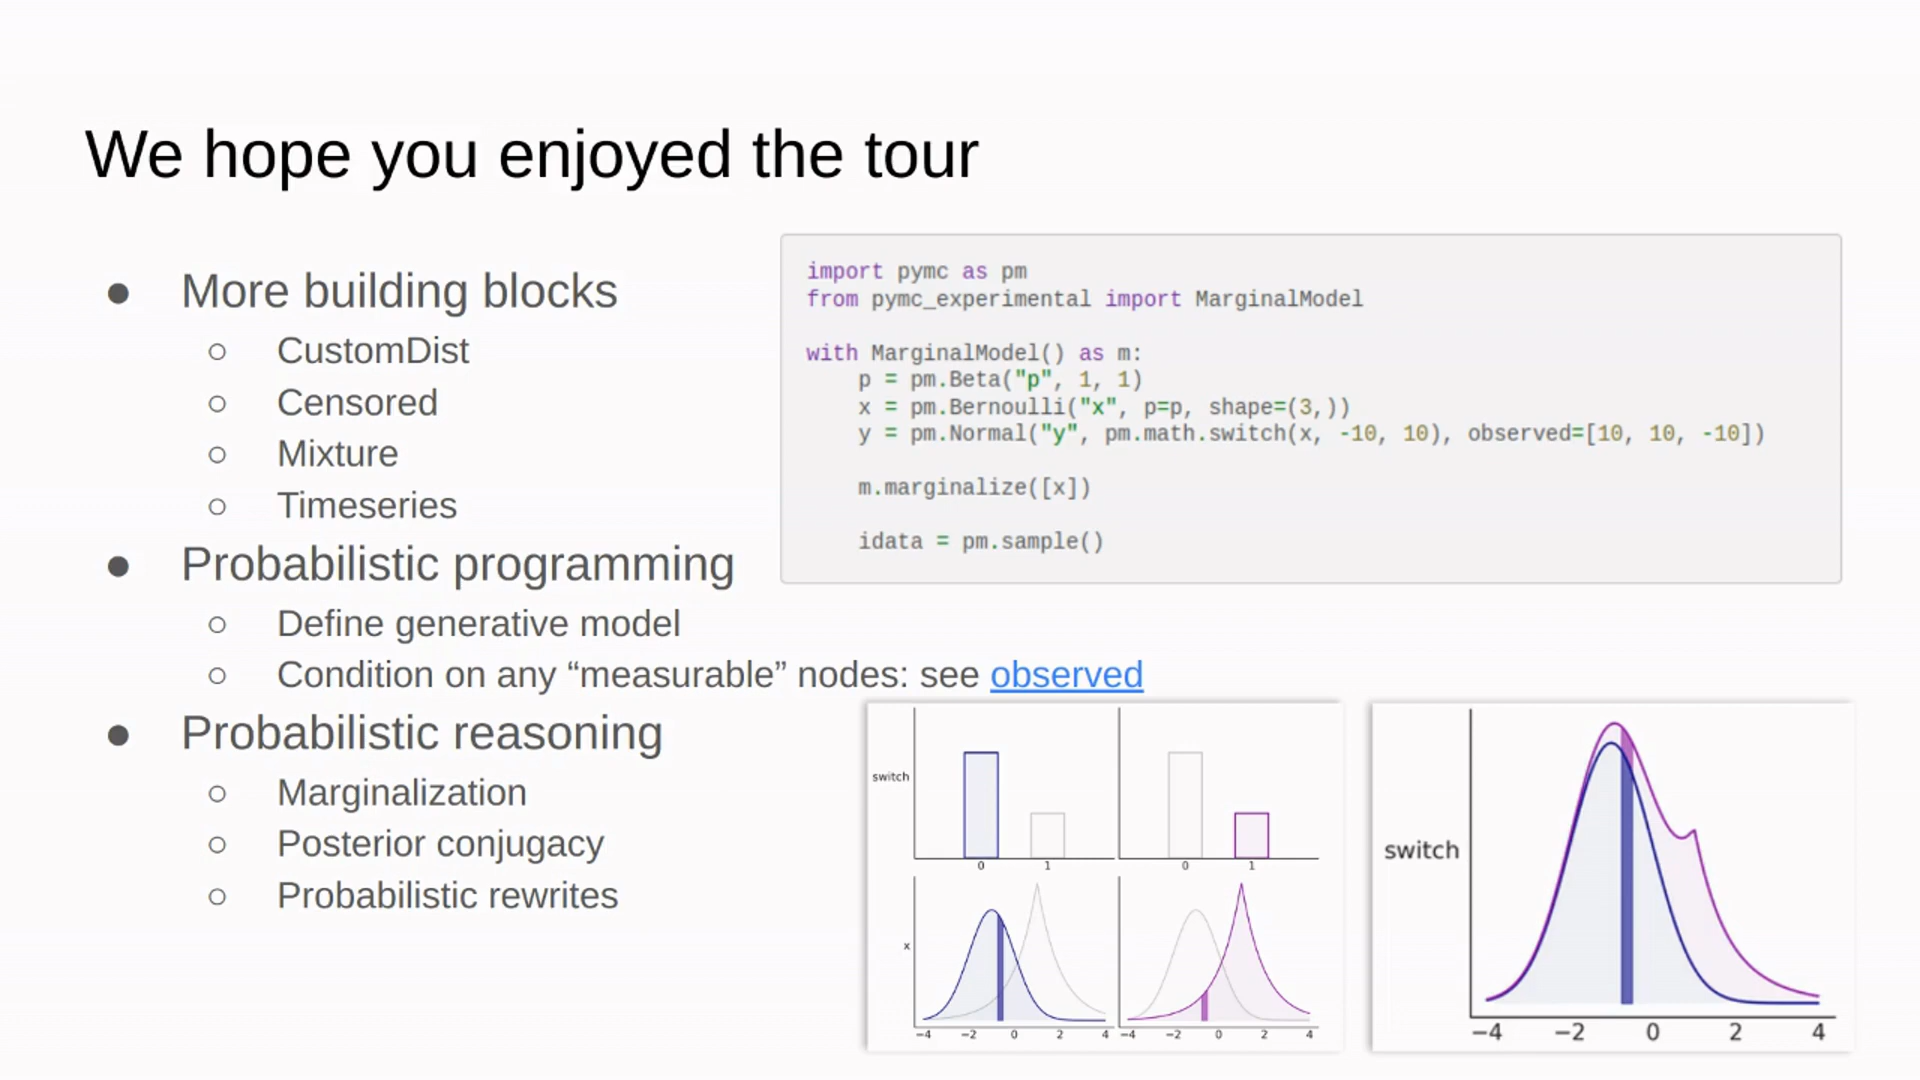 We hope you enjoyed the tour
● More building blocks
○ CustomDist
○ Censored
○ Mixture
○ Timeseries
● Probabilistic programming
○ Define generative model
○ Condition on any “measurable” nodes: see observed
● Probabilistic reasoning
○ Marginalization
○ Posterior conjugacy
○ Probabilistic rewrites
import pymc as pm
from pymc_experimental import MarginalModel
with MarginalModel() as m:
    p = pm.Beta("p", 1, 1)
    x = pm.Bernoulli("x", p=p, shape=(3,))
    y = pm.Normal("y", pm.math.switch(x, -10, 10), observed=[10, 10, -10])
    m.marginalize([x])
    idata = pm.sample()
switch
0 1 0 1
x
−4 −2 0 2 4 −4 −2 0 2 4
switch
−4 −2 0 2 4